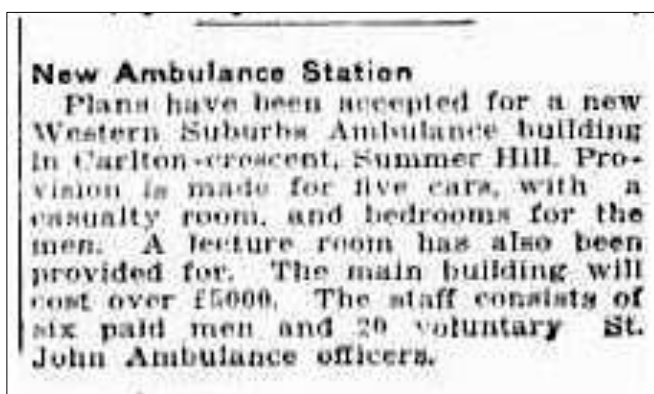 New Ambulance Station
Plans have been accepted for a new
Western Suburbs Ambulance building
in Carlton-crescent, Summer Hill. Pro-
vision is made for five cars, with a
casualty room, and bedrooms for the
men. A lecture room has also been
provided for. The main building will
cost over £5000. The staff consists of
six paid men and 20 voluntary St.
John Ambulance officers.